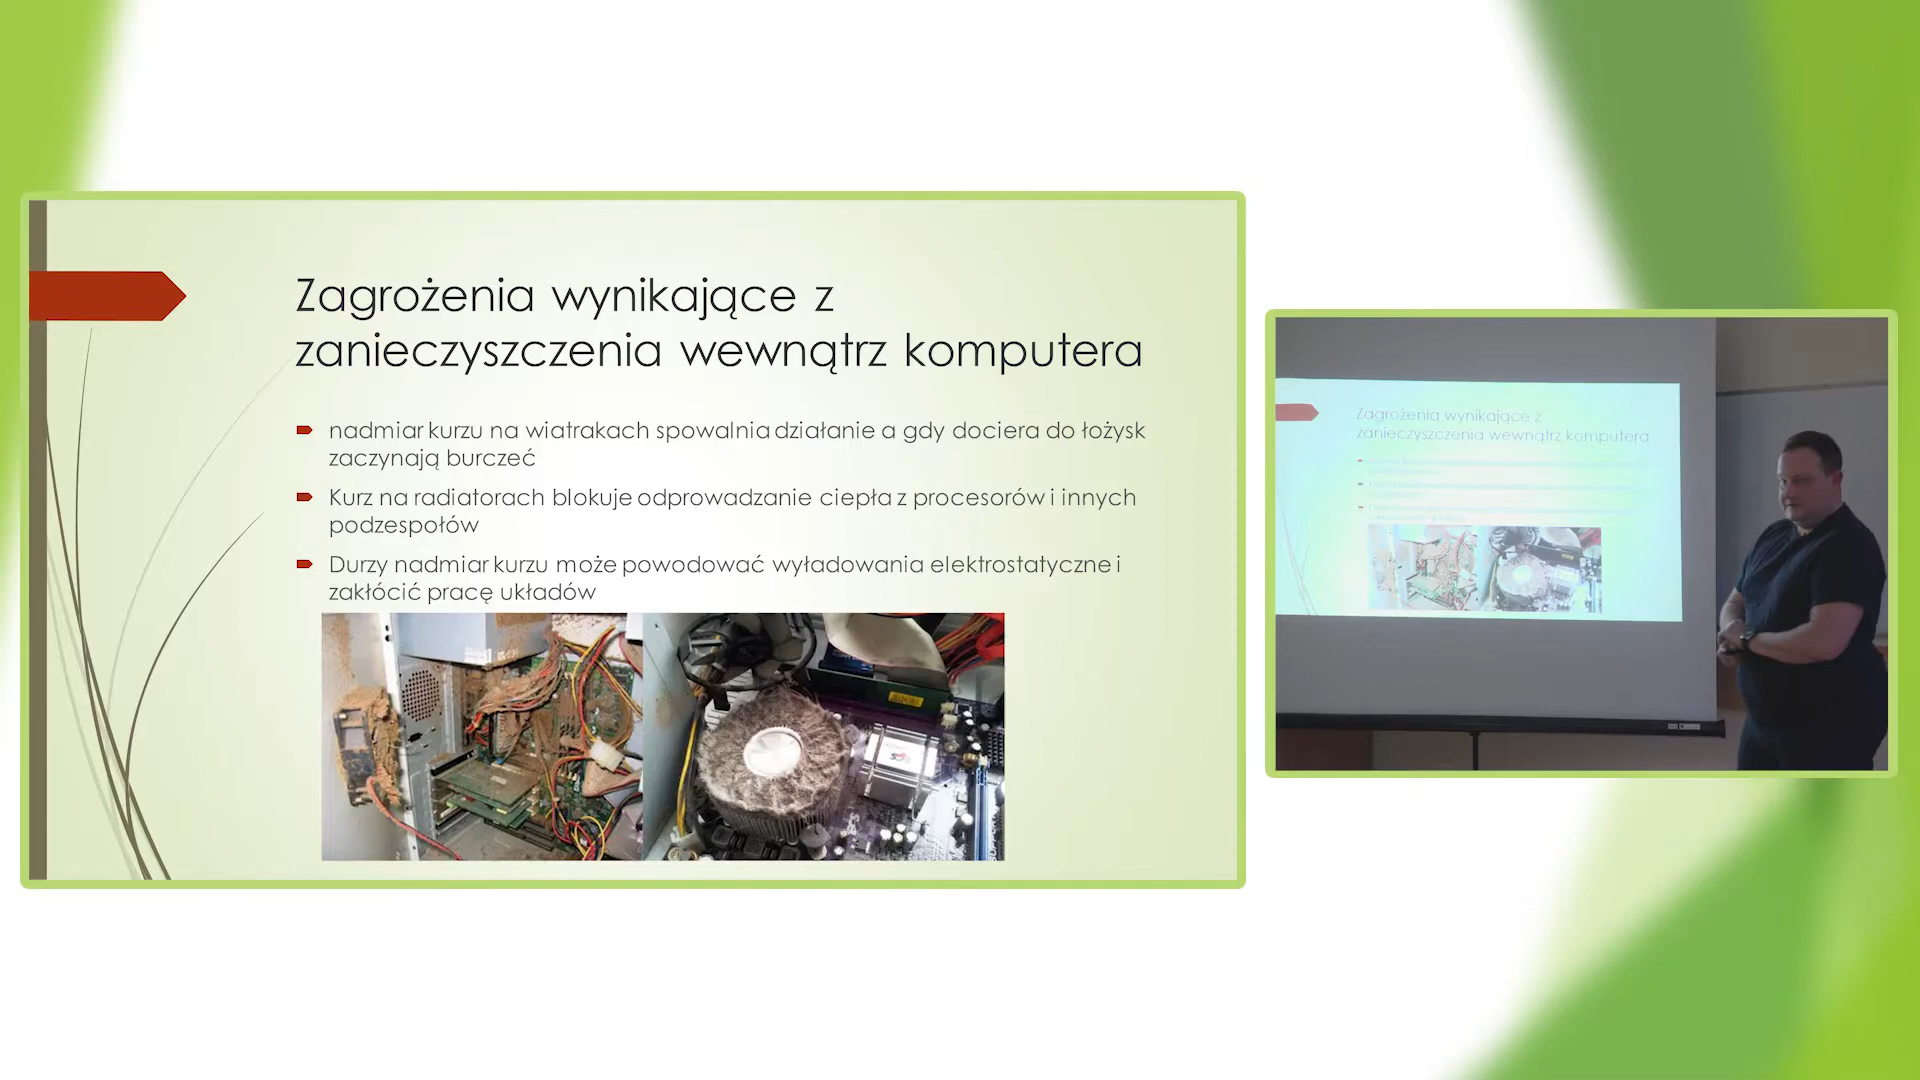 Zagrożenia wynikające z
zanieczyszczenia wewnątrz komputera
nadmiar kurzu na wiatrakach spowalnia działanie a gdy dociera do łożysk
zaczynają burczeć
Kurz na radiatorach blokuje odprowadzanie ciepła z procesorów i innych
podzespołów
Durzy nadmiar kurzu może powodować wyładowania elektrostatyczne i
zakłócić pracę układów
Zagrożenia wynikające z
zanieczyszczenia wewnątrz komputera